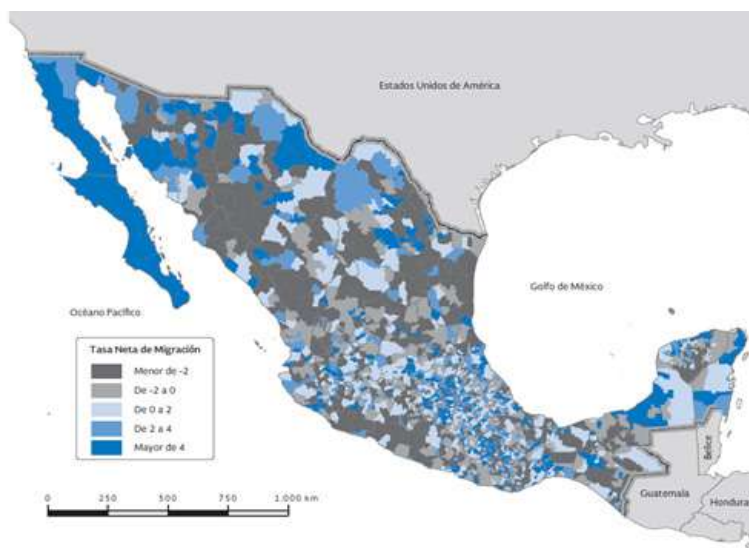 Estados Unidos de América
Golfo de México
Océano Pacífico
Tasa Neta de Migración
Menor de -2
De -2 a 0
De 0 a 2
De 2 a 4
Mayor de 4
Belice
Guatemala
Hondura
0 250 500 750 1 000 km